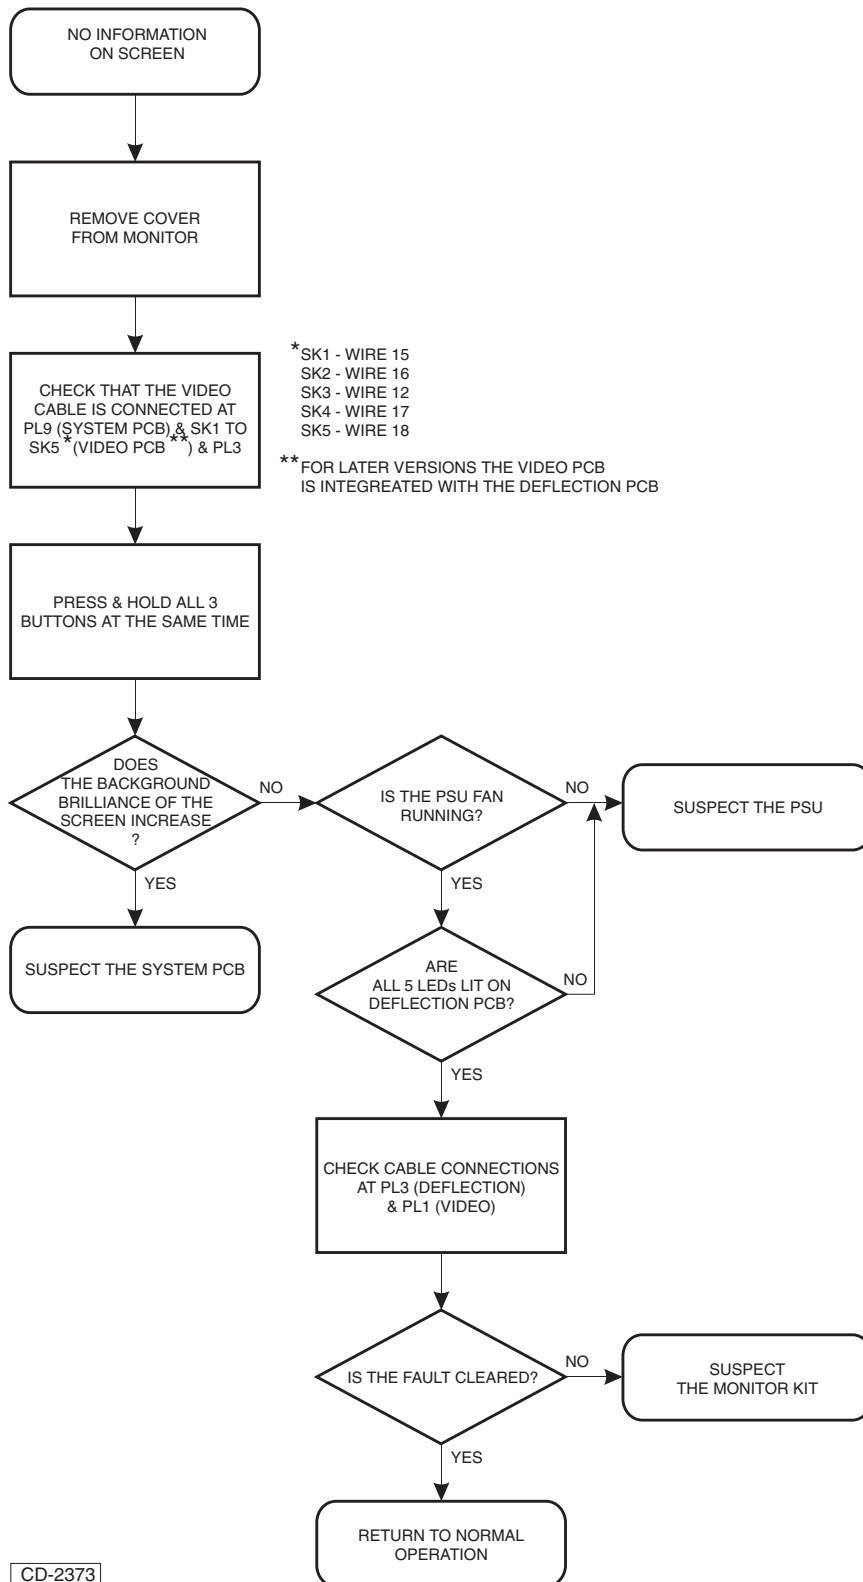 NO INFORMATION
ON SCREEN
REMOVE COVER
FROM MONITOR
CHECK THAT THE VIDEO
CABLE IS CONNECTED AT
PL9 (SYSTEM PCB) & SK1 TO
SK5 * (VIDEO PCB **) & PL3
*SK1 - WIRE 15
SK2 - WIRE 16
SK3 - WIRE 12
SK4 - WIRE 17
SK5 - WIRE 18
**FOR LATER VERSIONS THE VIDEO PCB
IS INTEGREATED WITH THE DEFLECTION PCB
PRESS & HOLD ALL 3
BUTTONS AT THE SAME TIME
DOES
THE BACKGROUND
BRILLIANCE OF THE
SCREEN INCREASE
?
NO
IS THE PSU FAN
RUNNING?
NO
SUSPECT THE PSU
YES
YES
SUSPECT THE SYSTEM PCB
ARE
ALL 5 LEDs LIT ON
DEFLECTION PCB?
NO
YES
CHECK CABLE CONNECTIONS
AT PL3 (DEFLECTION)
& PL1 (VIDEO)
IS THE FAULT CLEARED?
NO
SUSPECT
THE MONITOR KIT
YES
RETURN TO NORMAL
OPERATION
CD-2373